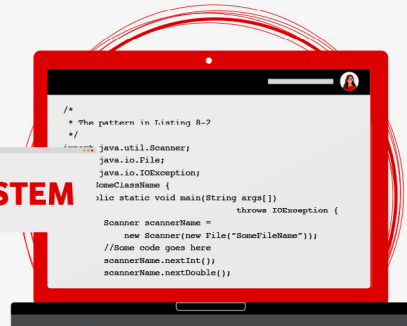 /*
* The pattern in Listing 8-2
*/
import java.util.Scanner;
java.io.File;
java.io.IOException;
SomeClassName {
static void main(String args[])
throws IOException {
Scanner scannerName =
new Scanner(new File("SomeFileName"));
//Some code goes here
scannerName.nextInt();
scannerName.nextDouble();
STEM